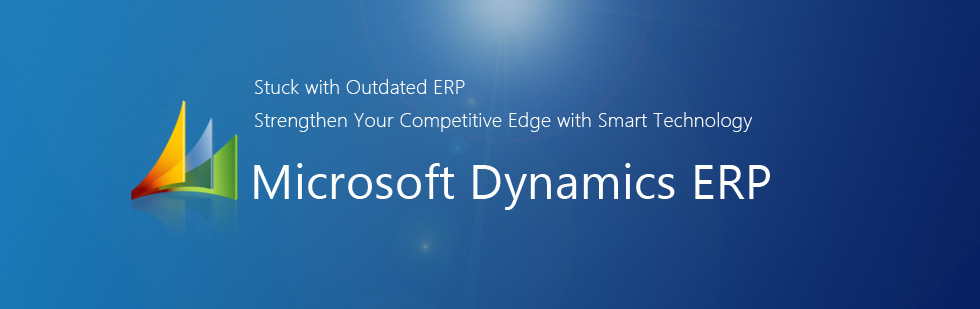 Stuck with Outdated ERP
Strengthen Your Competitive Edge with Smart Technology
Microsoft Dynamics ERP